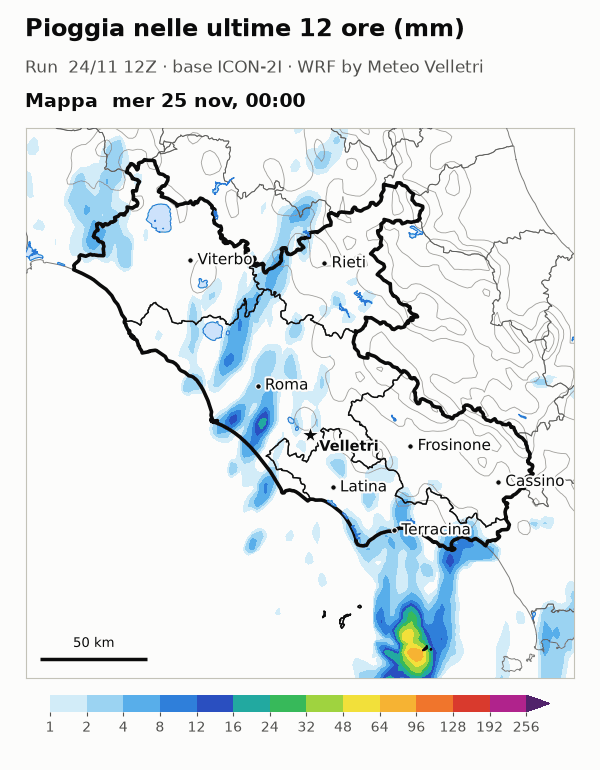 Pioggia nelle ultime 12 ore (mm)
Run 24/11 12Z · base ICON-2I · WRF by Meteo Velletri
Mappa mer 25 nov, 00:00
Viterbo
Rieti
Roma
Velletri
Frosinone
Latina
Cassino
Terracina
50 km
1 2 4 8 12 16 24 32 48 64 96 128 192 256